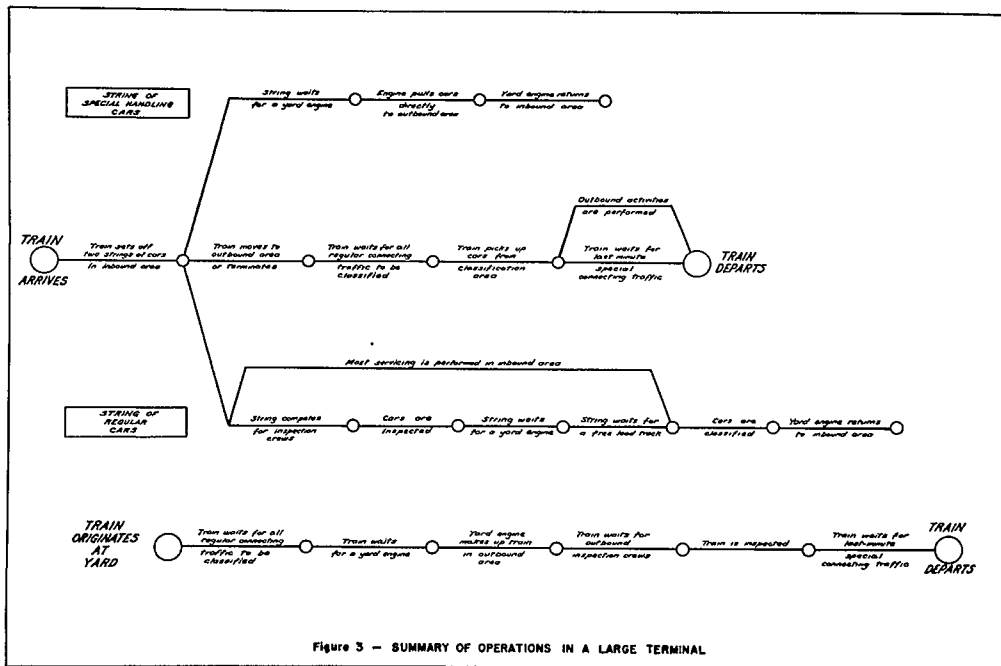 STRING OF
SPECIAL HANDLING
CARS
String waits
for a yard engine
Engine pulls cars
directly
to outbound area
Yard engine returns
to inbound area
TRAIN
ARRIVES
Train sets off
two strings of cars
in inbound area
Train moves to
outbound area
or terminates
Train waits for all
regular connecting
traffic to be
classified
Train picks up
cars from
classification
area
Outbound activities
are performed
Train waits for
last minute
special
connecting traffic
TRAIN
DEPARTS
Most servicing is performed in inbound area
STRING OF
REGULAR
CARS
String competes
for inspection
crews
Cars are
inspected
String waits
for a yard engine
String waits for
a free lead track
Cars are
classified
Yard engine returns
to inbound area
TRAIN
ORIGINATES
AT
YARD
Train waits for all
regular connecting
traffic to be
classified
Train waits
for a yard engine
Yard engine
makes up train
in outbound
area
Train waits for
outbound
inspection crews
Train is inspected
Train waits for
last-minute
special
connecting traffic
TRAIN
DEPARTS
Figure 3 — SUMMARY OF OPERATIONS IN A LARGE TERMINAL